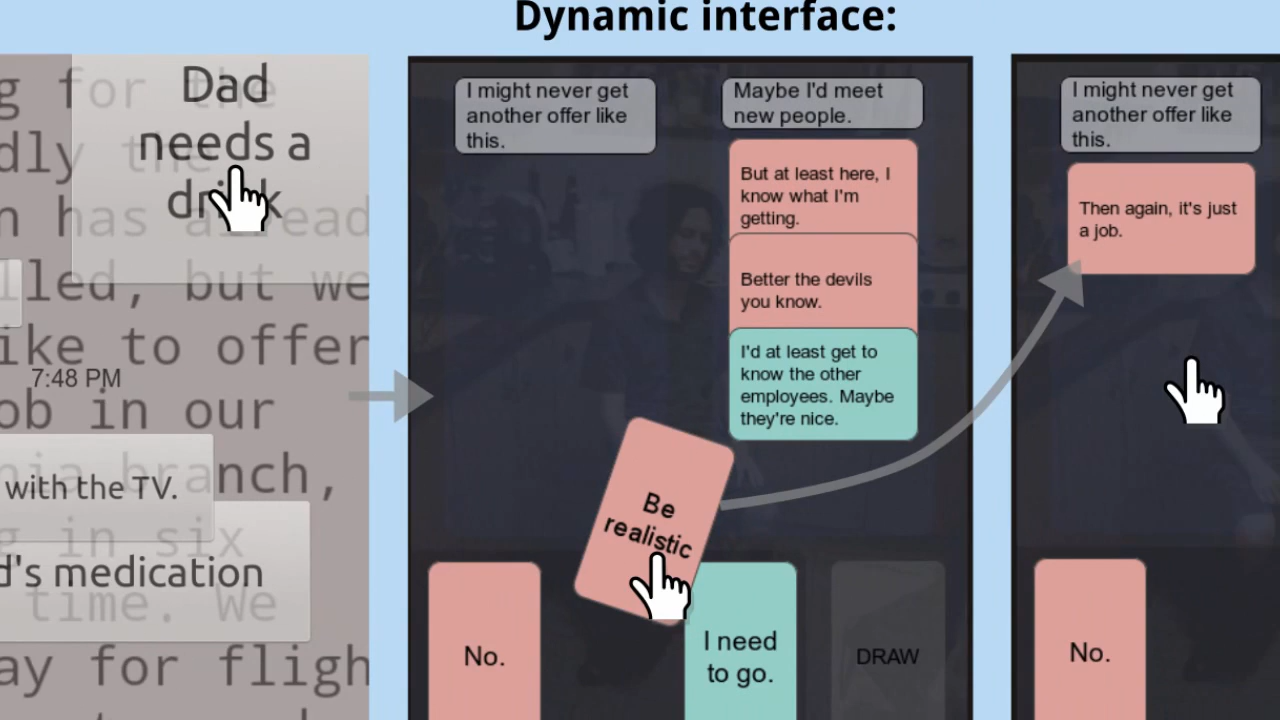 Dynamic interface:
g for the
Dad
needs a
dly the
n has already
lled, but we
ike to offer
7:48 PM
ob in our
nia branch,
with the TV.
g in six
d's medication
time. We
ay for fligh
I might never get
another offer like
this.
Maybe I'd meet
new people.
But at least here, I
know what I'm
getting.
Better the devils
you know.
I'd at least get to
know the other
employees. Maybe
they're nice.
Be
realistic
No.
I need
to go.
DRAW
I might never get
another offer like
this.
Then again, it's just
a job.
No.